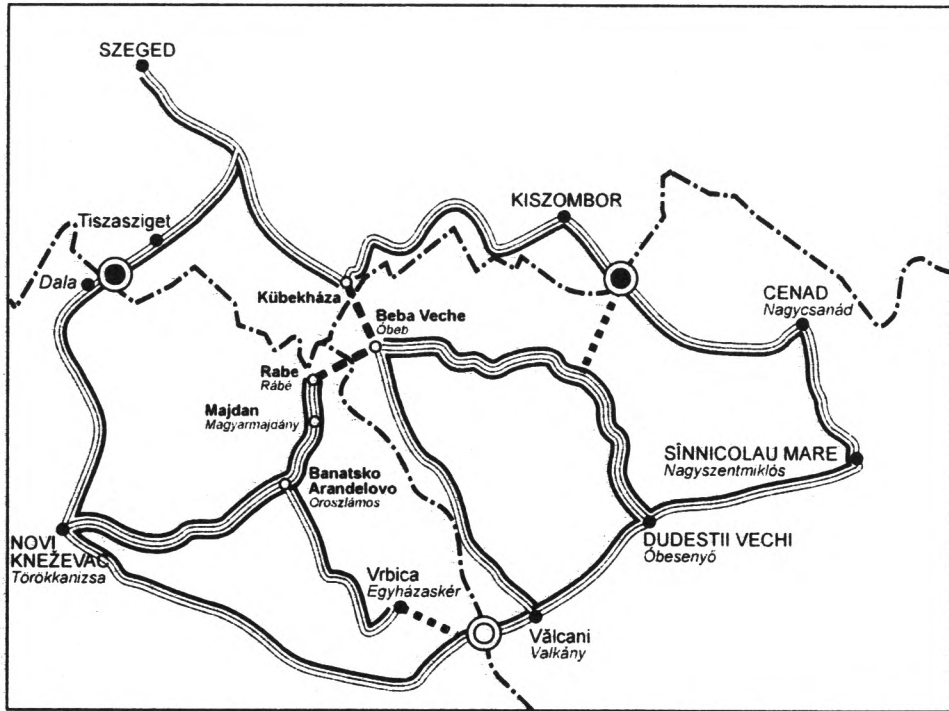 SZEGED
Tiszasziget
KISZOMBOR
Dala
Kübekháza
CENAD
Nagycsanád
Beba Veche
Óbeb
Rabe
Rábé
Majdan
Magyarmajdány
SÎNNICOLAU MARE
Nagyszentmiklós
Banatsko
Aranđelovo
Oroszlámos
NOVI
KNEŽEVAC
Törökkanizsa
DUDESTII VECHI
Óbesenyő
Vrbica
Egyházaskér
Vălcani
Valkány